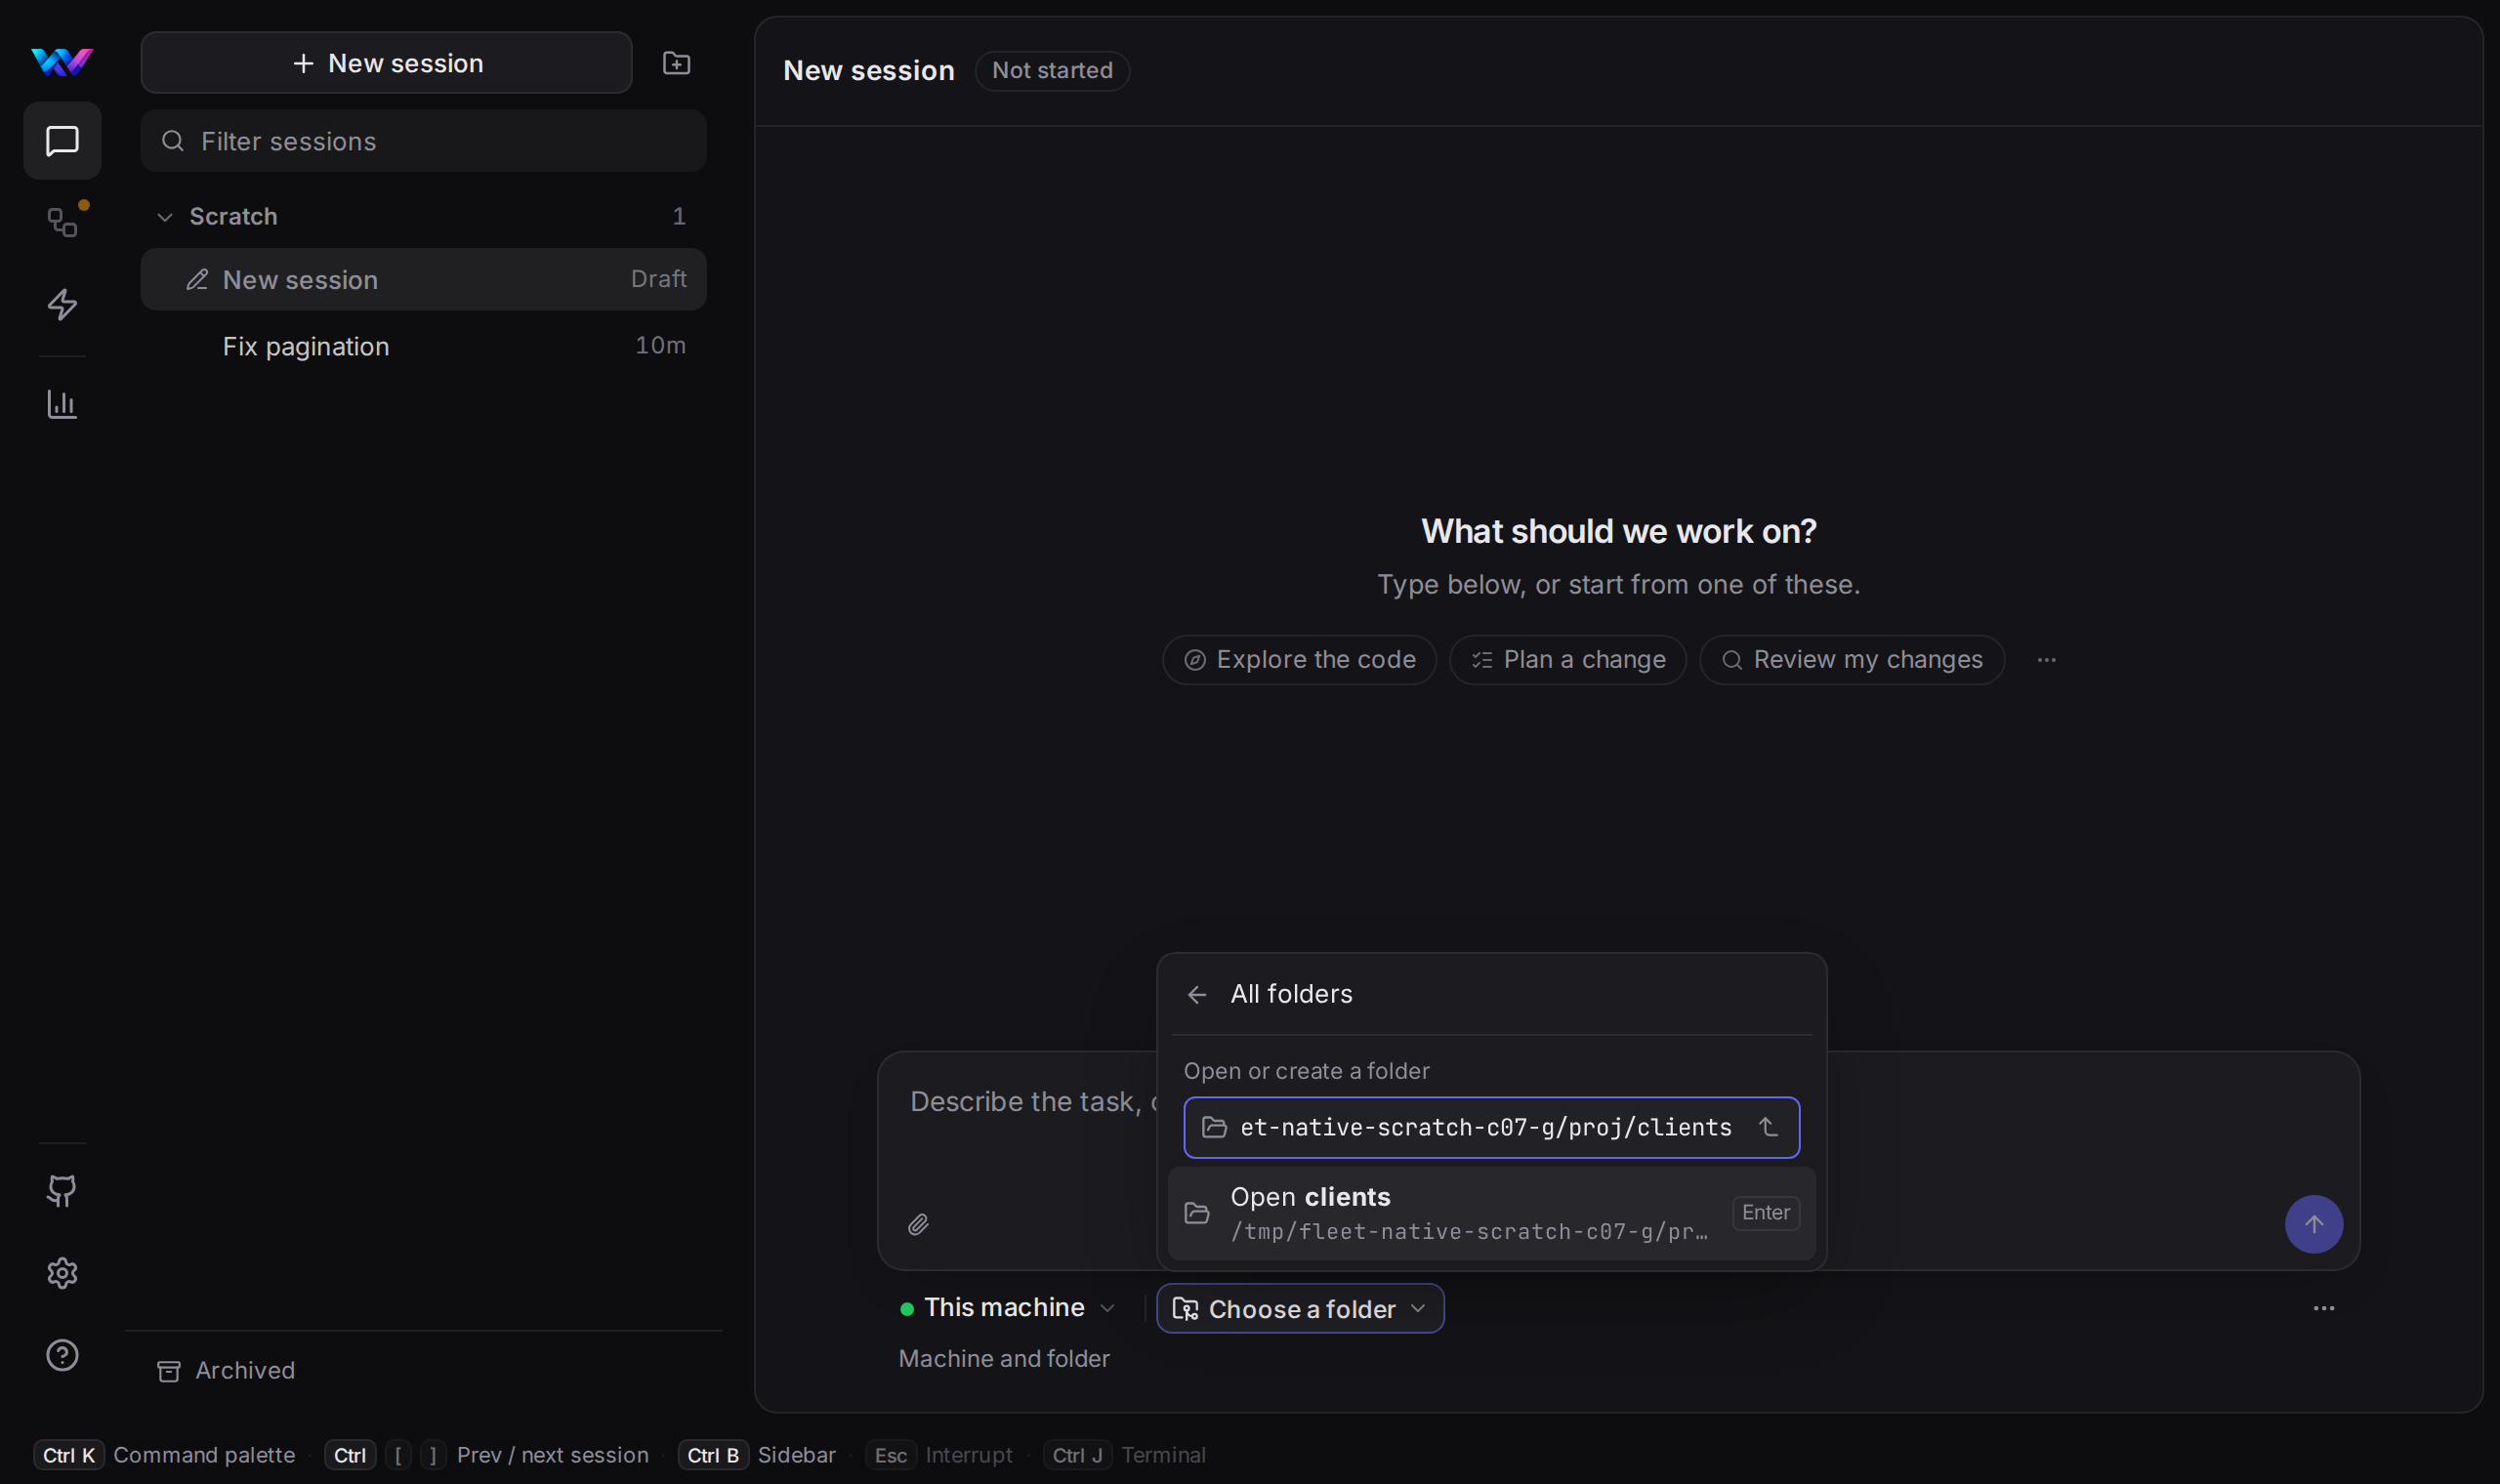 New session
Filter sessions
Scratch 1
New session Draft
Fix pagination 10m
Archived
New session Not started
What should we work on?
Type below, or start from one of these.
Explore the code Plan a change Review my changes
All folders
Open or create a folder
Describe the task,
et-native-scratch-c07-g/proj/clients
Open clients
/tmp/fleet-native-scratch-c07-g/pr…
Enter
This machine Choose a folder
Machine and folder
Ctrl K Command palette · Ctrl [ ] Prev / next session · Ctrl B Sidebar · Esc Interrupt · Ctrl J Terminal